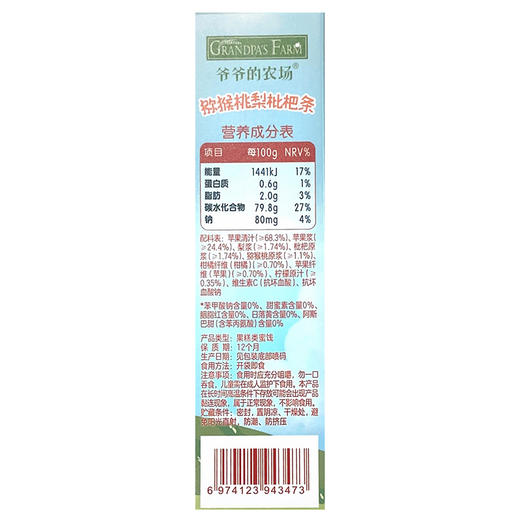 GRANDPA'S FARM
爷爷的农场®
猕猴桃梨枇杷条
营养成分表
项目 每100g NRV%
能量 1441kJ 17%
蛋白质 0.6g 1%
脂肪 2.0g 3%
碳水化合物 79.8g 27%
钠 80mg 4%
配料表：苹果清汁(≥68.3%)、苹果浆
(≥24.4%)、梨浆(≥1.74%)、枇杷原
浆(≥1.74%)、猕猴桃原浆(≥1.1%)、
柑橘纤维(柑橘)(≥0.70%)、苹果纤
维(苹果)(≥0.70%)、柠檬原汁(≥
0.35%)、维生素C(抗坏血酸)、抗坏
血酸钠
*苯甲酸钠含量0%、甜蜜素含量0%、
胭脂红含量0%、日落黄含量0%、阿斯
巴甜(含苯丙氨酸)含量0%
产品类型：果糕类蜜饯
保 质 期：12个月
生产日期：见包装底部喷码
食用方法：开袋即食
注意事项：食用时应充分咀嚼，勿一口
吞食，儿童需在成人监护下食用。本产品
在长时间高温条件下存放可能会出现产品
黏连现象，属于正常现象，不影响食用。
贮藏条件：密封，置阴凉、干燥处，避
免阳光直射，防潮、防挤压
6 974123 943473